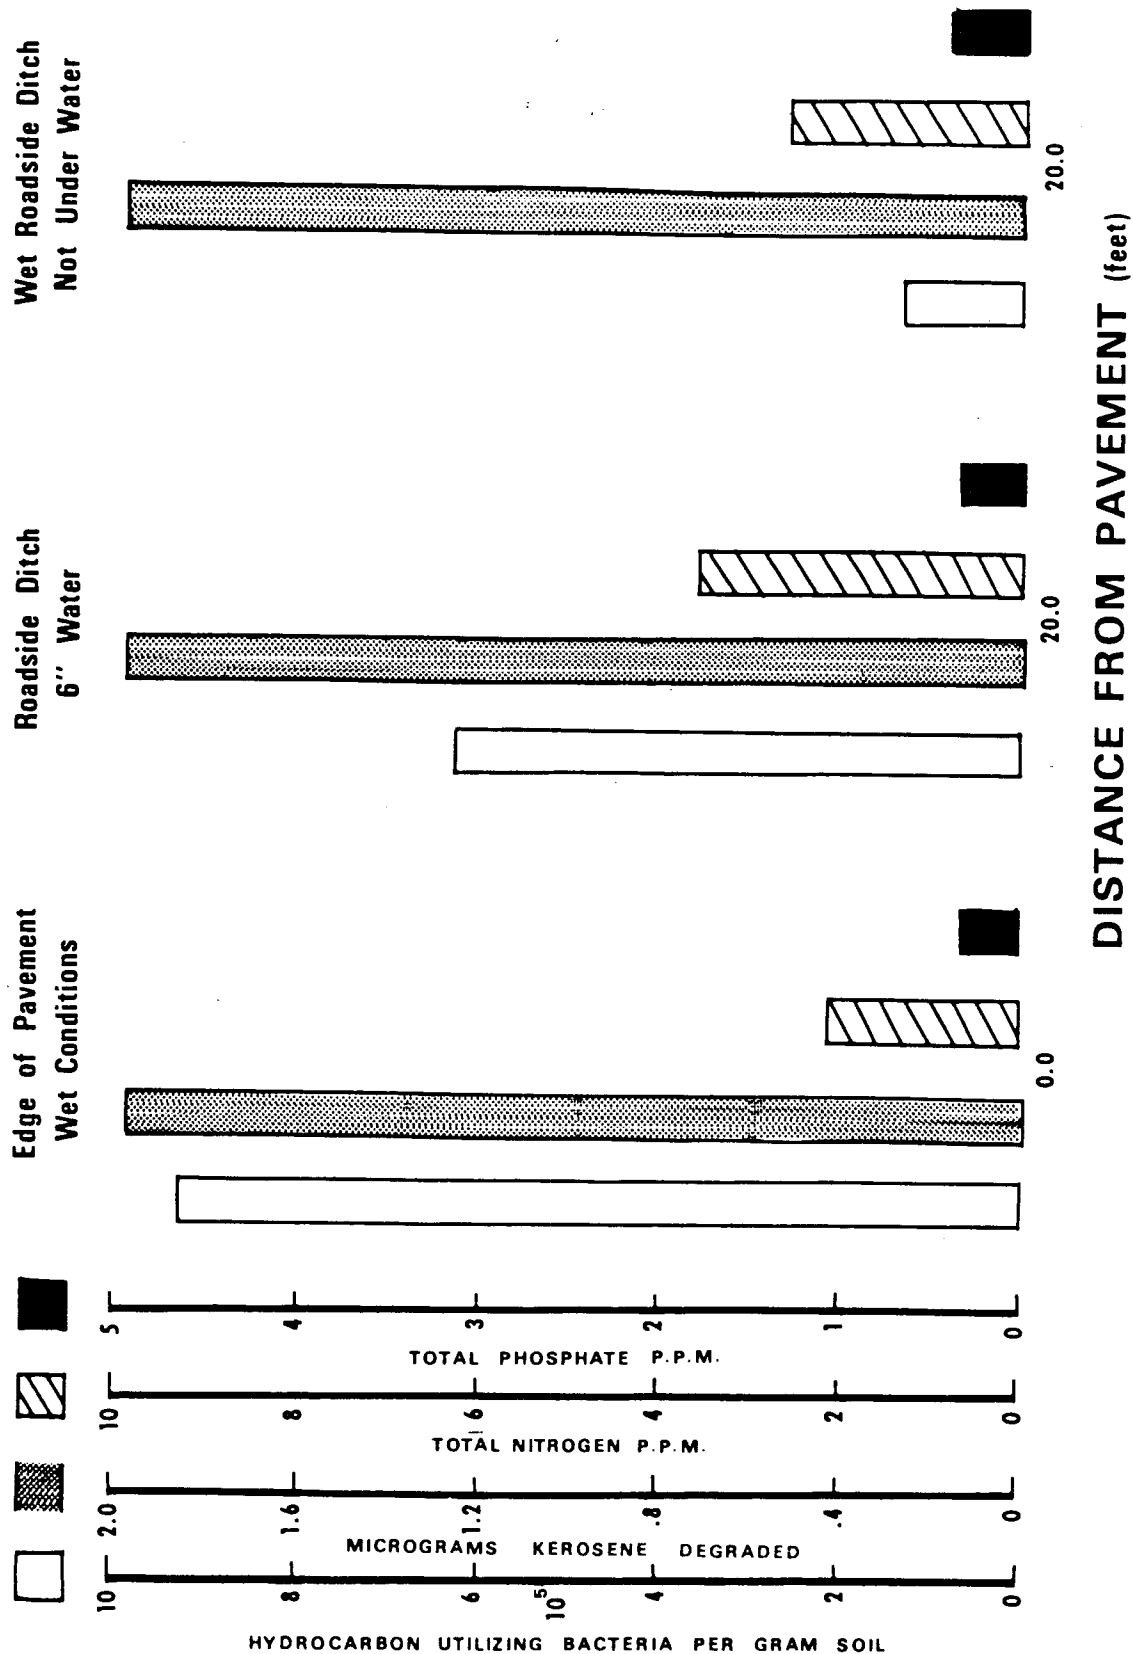 Edge of Pavement
Wet Conditions
Roadside Ditch
6" Water
Wet Roadside Ditch
Not Under Water
10
8
6
10⁵
4
2
0
HYDROCARBON UTILIZING BACTERIA PER GRAM SOIL
2.0
1.6
1.2
.8
.4
0
MICROGRAMS KEROSENE DEGRADED
10
8
6
4
2
0
TOTAL NITROGEN P.P.M.
5
4
3
2
1
0
TOTAL PHOSPHATE P.P.M.
0.0
20.0
20.0
DISTANCE FROM PAVEMENT (feet)